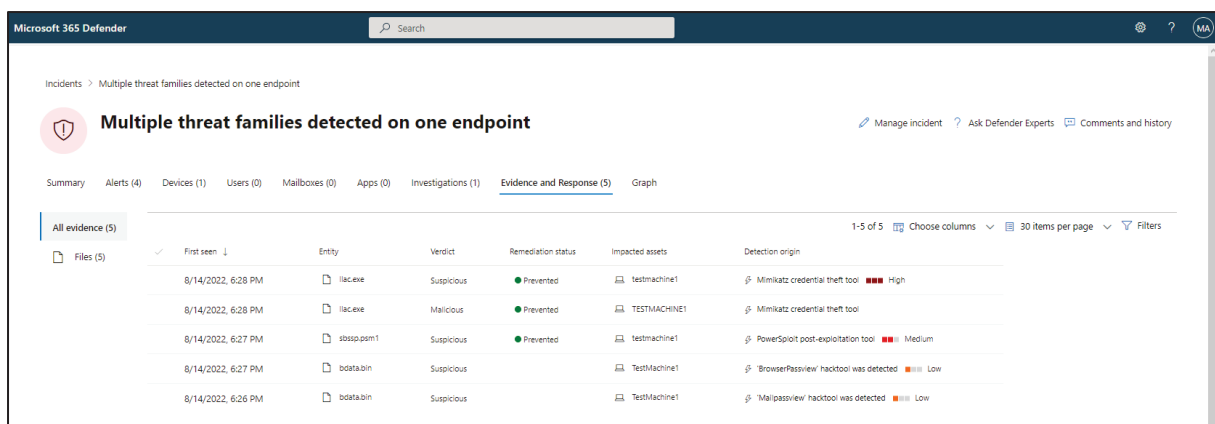 Microsoft 365 Defender Search ? MA
Incidents > Multiple threat families detected on one endpoint
Multiple threat families detected on one endpoint
Manage incident ? Ask Defender Experts Comments and history
Summary Alerts (4) Devices (1) Users (0) Mailboxes (0) Apps (0) Investigations (1) Evidence and Response (5) Graph
All evidence (5)
Files (5)
1-5 of 5 Choose columns 30 items per page Filters
First seen ↓ Entity Verdict Remediation status Impacted assets Detection origin
8/14/2022, 6:28 PM llac.exe Suspicious Prevented testmachine1 Mimikatz credential theft tool High
8/14/2022, 6:28 PM llac.exe Malicious Prevented TESTMACHINE1 Mimikatz credential theft tool
8/14/2022, 6:27 PM sbssp.psm1 Suspicious Prevented testmachine1 PowerSploit post-exploitation tool Medium
8/14/2022, 6:27 PM bdata.bin Suspicious TestMachine1 'BrowserPassview' hacktool was detected Low
8/14/2022, 6:26 PM bdata.bin Suspicious TestMachine1 'Mailpassview' hacktool was detected Low